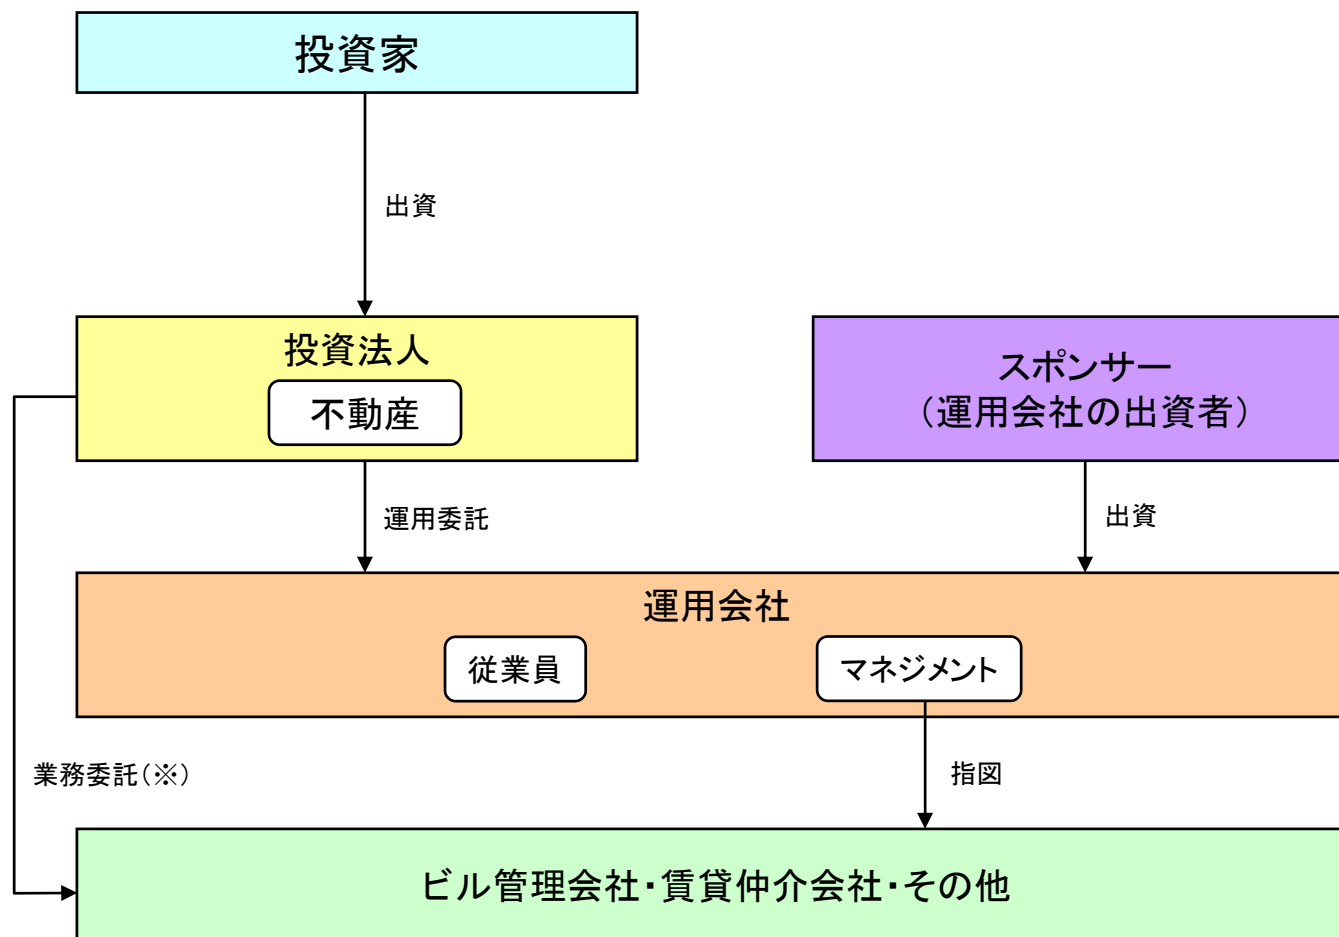 投資家
出資
投資法人
不動産
スポンサー
（運用会社の出資者）
運用委託
出資
運用会社
従業員
マネジメント
業務委託（※）
指図
ビル管理会社・賃貸仲介会社・その他